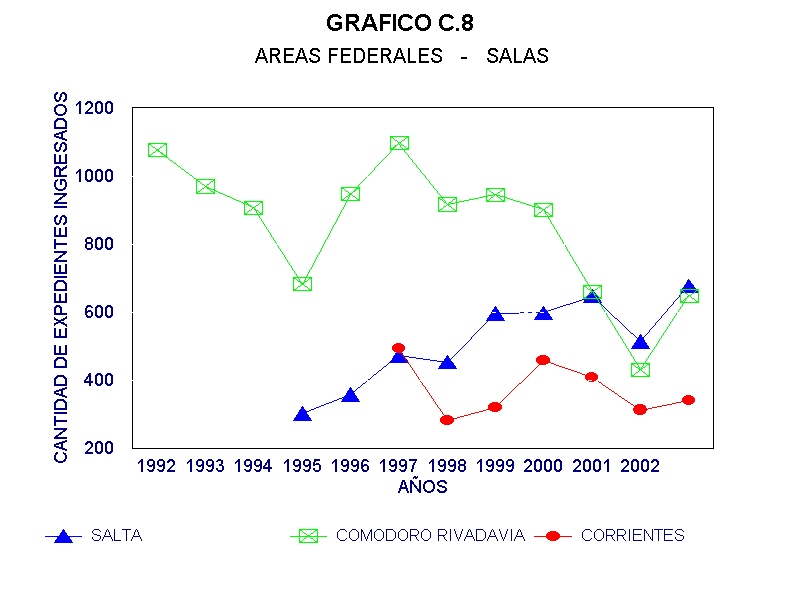 GRAFICO C.8
AREAS FEDERALES - SALAS
CANTIDAD DE EXPEDIENTES INGRESADOS
1200
1000
800
600
400
200
1992 1993 1994 1995 1996 1997 1998 1999 2000 2001 2002
AÑOS
SALTA COMODORO RIVADAVIA CORRIENTES